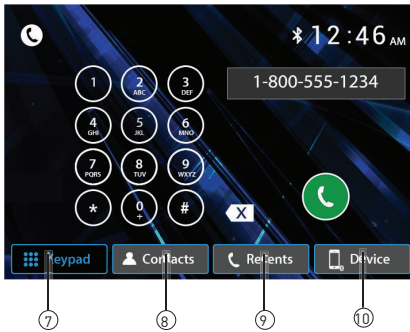 12:46 AM
1-800-555-1234
1
2 ABC
3 DEF
4 GHI
5 JKL
6 MNO
7 PQRS
8 TUV
9 WXYZ
*
0 +
#
X
Keypad
Contacts
Recents
Device
7
8
9
10